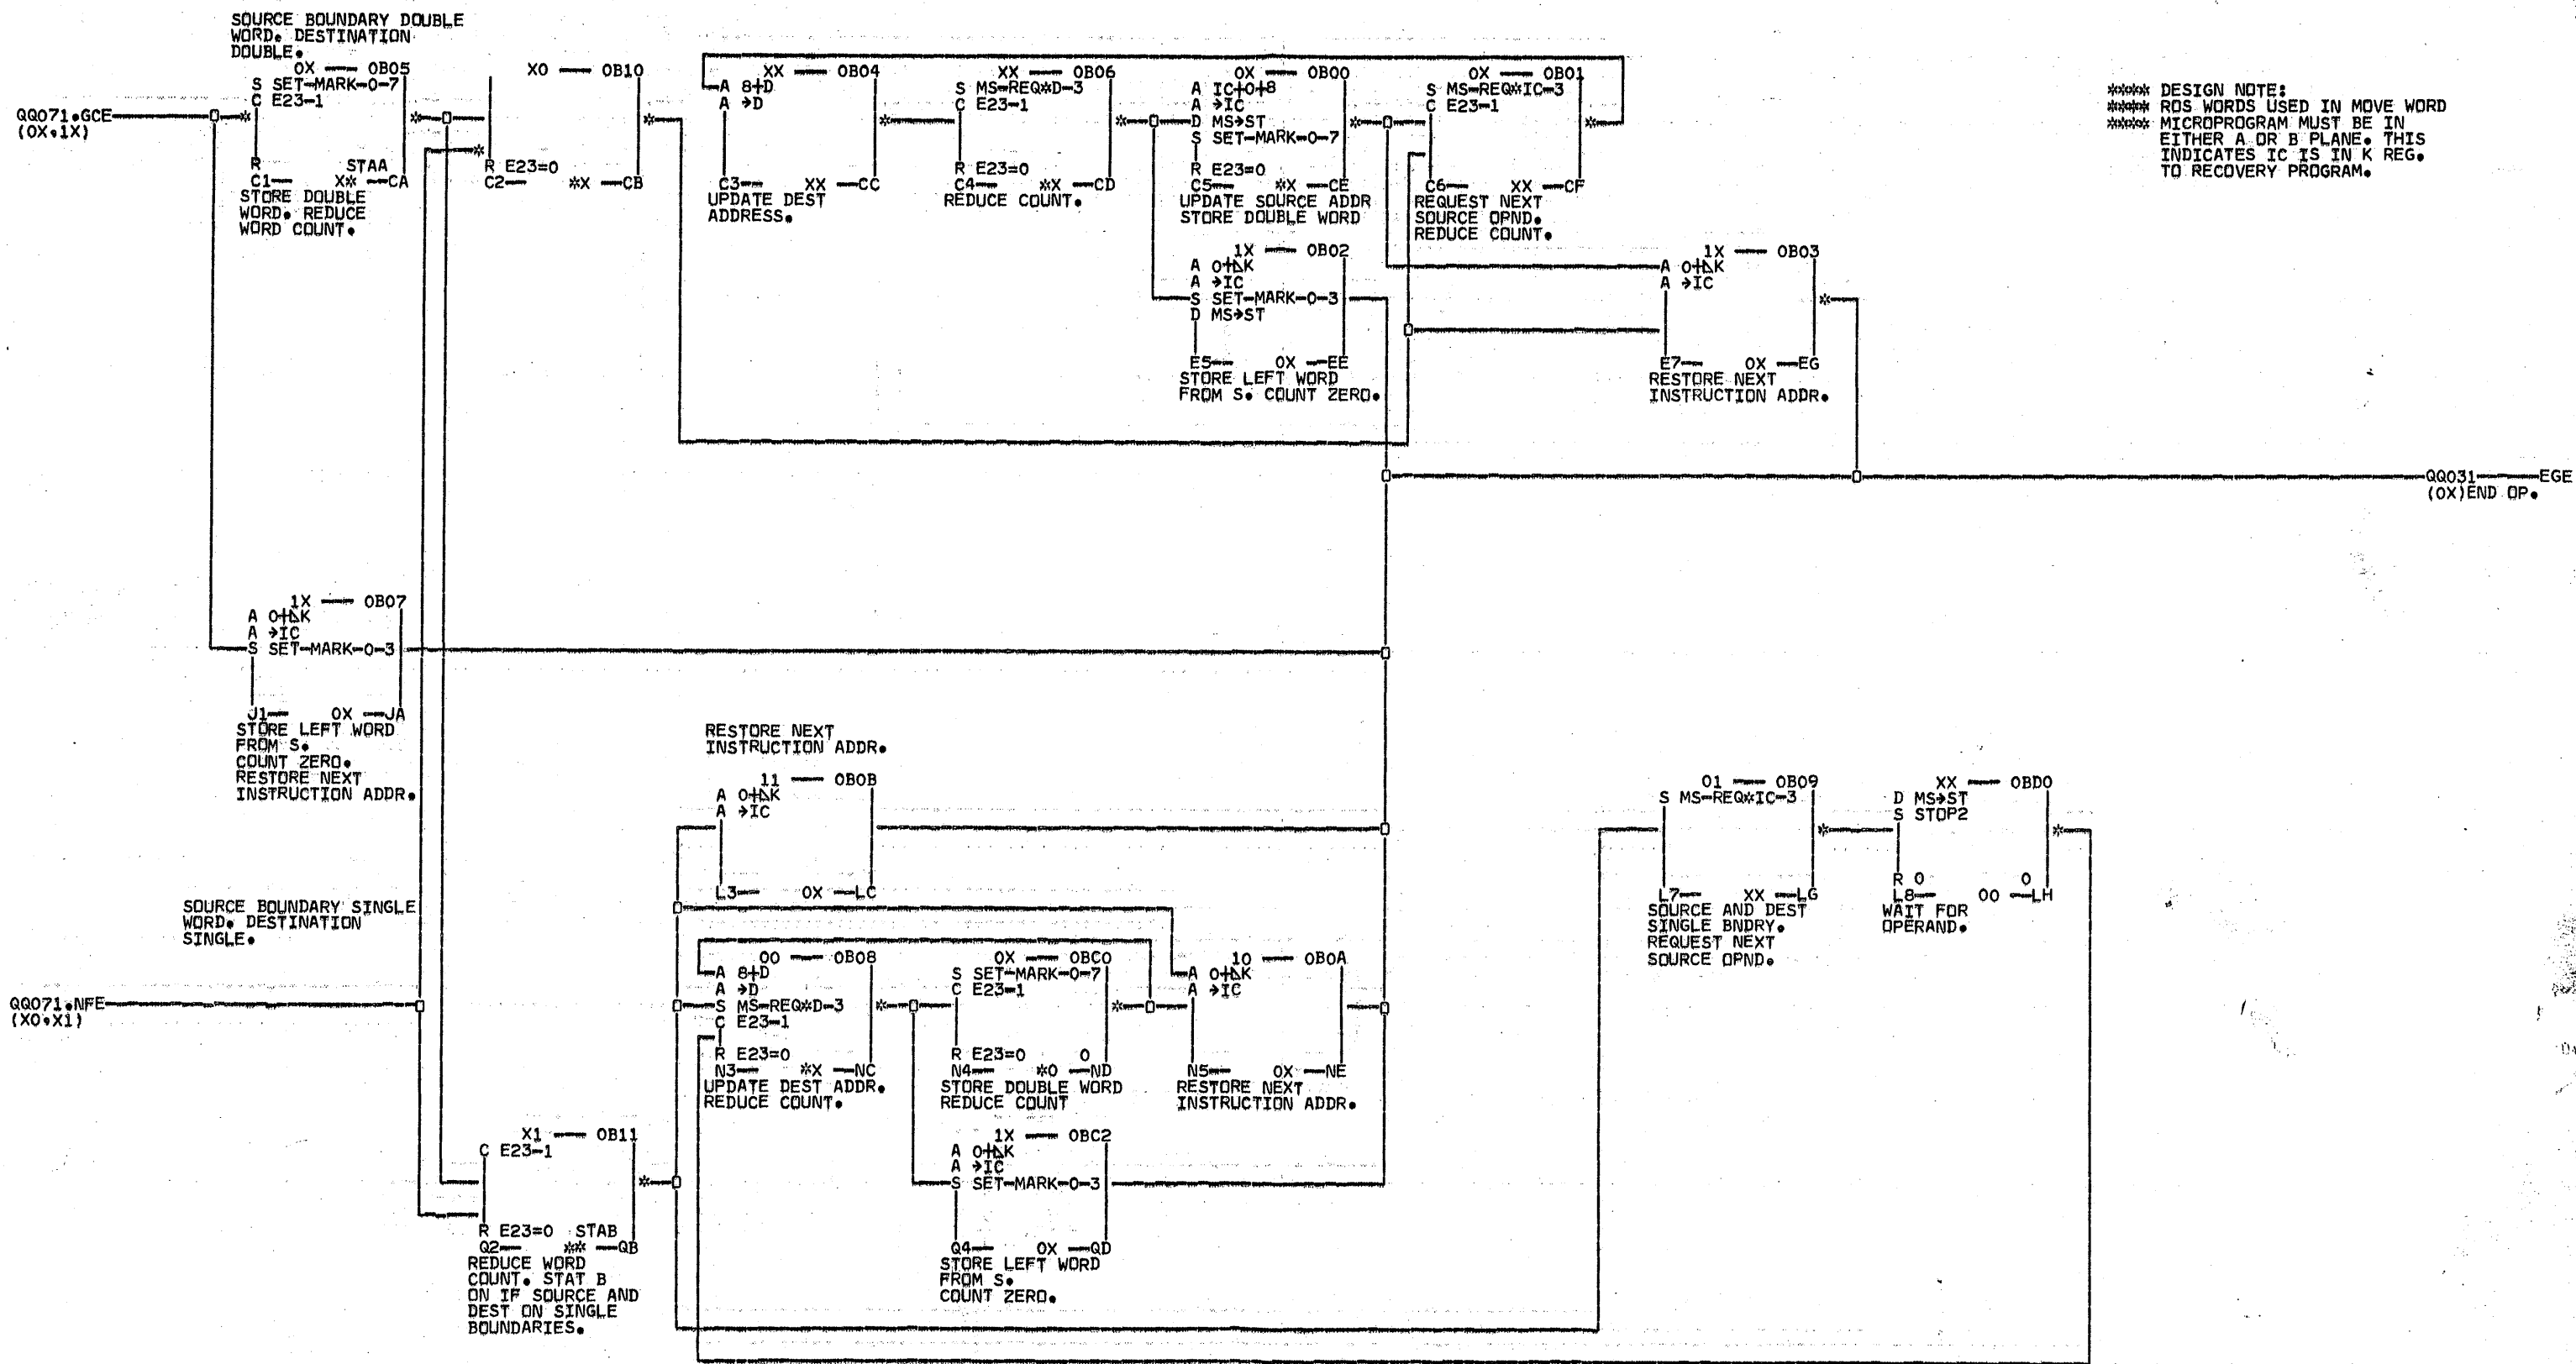 SOURCE BOUNDARY DOUBLE
WORD. DESTINATION
DOUBLE.
0X — 0B05
S SET-MARK-0-7
C E23-1
R
STAA
C1— X* —CA
STORE DOUBLE
WORD. REDUCE
WORD COUNT.
QQ071.GCE
(0X,1X)
X0 — 0B10
R E23=0
C2— *X —CB
XX — 0B04
A 8+D
A →D
C3— XX —CC
UPDATE DEST
ADDRESS.
XX — 0B06
S MS-REQ*D-3
C E23-1
R E23=0
C4— *X —CD
REDUCE COUNT.
0X — 0B00
A IC+0+8
A →IC
D MS→ST
S SET-MARK-0-7
R E23=0
C5— *X —CE
UPDATE SOURCE ADDR
STORE DOUBLE WORD
0X — 0B01
S MS-REQ*IC-3
C E23-1
C6— XX —CF
REQUEST NEXT
SOURCE OPND.
REDUCE COUNT.
**** DESIGN NOTE:
**** ROS WORDS USED IN MOVE WORD
**** MICROPROGRAM MUST BE IN
EITHER A OR B PLANE. THIS
INDICATES IC IS IN K REG.
TO RECOVERY PROGRAM.
1X — 0B02
A 0+∆K
A →IC
S SET-MARK-0-3
D MS→ST
E5— 0X —EE
STORE LEFT WORD
FROM S. COUNT ZERO.
1X — 0B03
A 0+∆K
A →IC
E7— 0X —EG
RESTORE NEXT
INSTRUCTION ADDR.
QQ031—EGE
(0X)END OP.
1X — 0B07
A 0+∆K
A →IC
S SET-MARK-0-3
J1— 0X —JA
STORE LEFT WORD
FROM S.
COUNT ZERO.
RESTORE NEXT
INSTRUCTION ADDR.
RESTORE NEXT
INSTRUCTION ADDR.
11 — 0B0B
A 0+∆K
A →IC
L3— 0X —LC
01 — 0B09
S MS-REQ*IC-3
L7— XX —LG
SOURCE AND DEST
SINGLE BNDRY.
REQUEST NEXT
SOURCE OPND.
XX — 0BD0
D MS→ST
S STOP2
R 0 0
L8— 00 —LH
WAIT FOR
OPERAND.
SOURCE BOUNDARY SINGLE
WORD. DESTINATION
SINGLE.
QQ071.NFE
(X0,X1)
00 — 0B08
A 8+D
A →D
S MS-REQ*D-3
C E23-1
R E23=0
N3— *X —NC
UPDATE DEST ADDR.
REDUCE COUNT.
0X — 0BC0
S SET-MARK-0-7
C E23-1
R E23=0 0
N4— *0 —ND
STORE DOUBLE WORD
REDUCE COUNT
10 — 0B0A
A 0+∆K
A →IC
N5— 0X —NE
RESTORE NEXT
INSTRUCTION ADDR.
X1 — 0B11
C E23-1
R E23=0 STAB
Q2— ** —QB
REDUCE WORD
COUNT. STAT B
ON IF SOURCE AND
DEST ON SINGLE
BOUNDARIES.
1X — 0BC2
A 0+∆K
A →IC
S SET-MARK-0-3
Q4— 0X —QD
STORE LEFT WORD
FROM S.
COUNT ZERO.